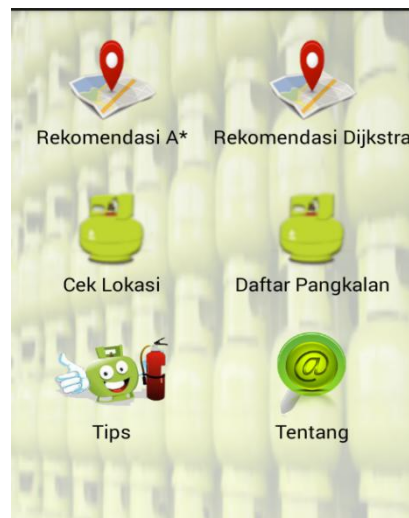 Rekomendasi A*
Rekomendasi Dijkstra
Cek Lokasi
Daftar Pangkalan
Tips
@
Tentang